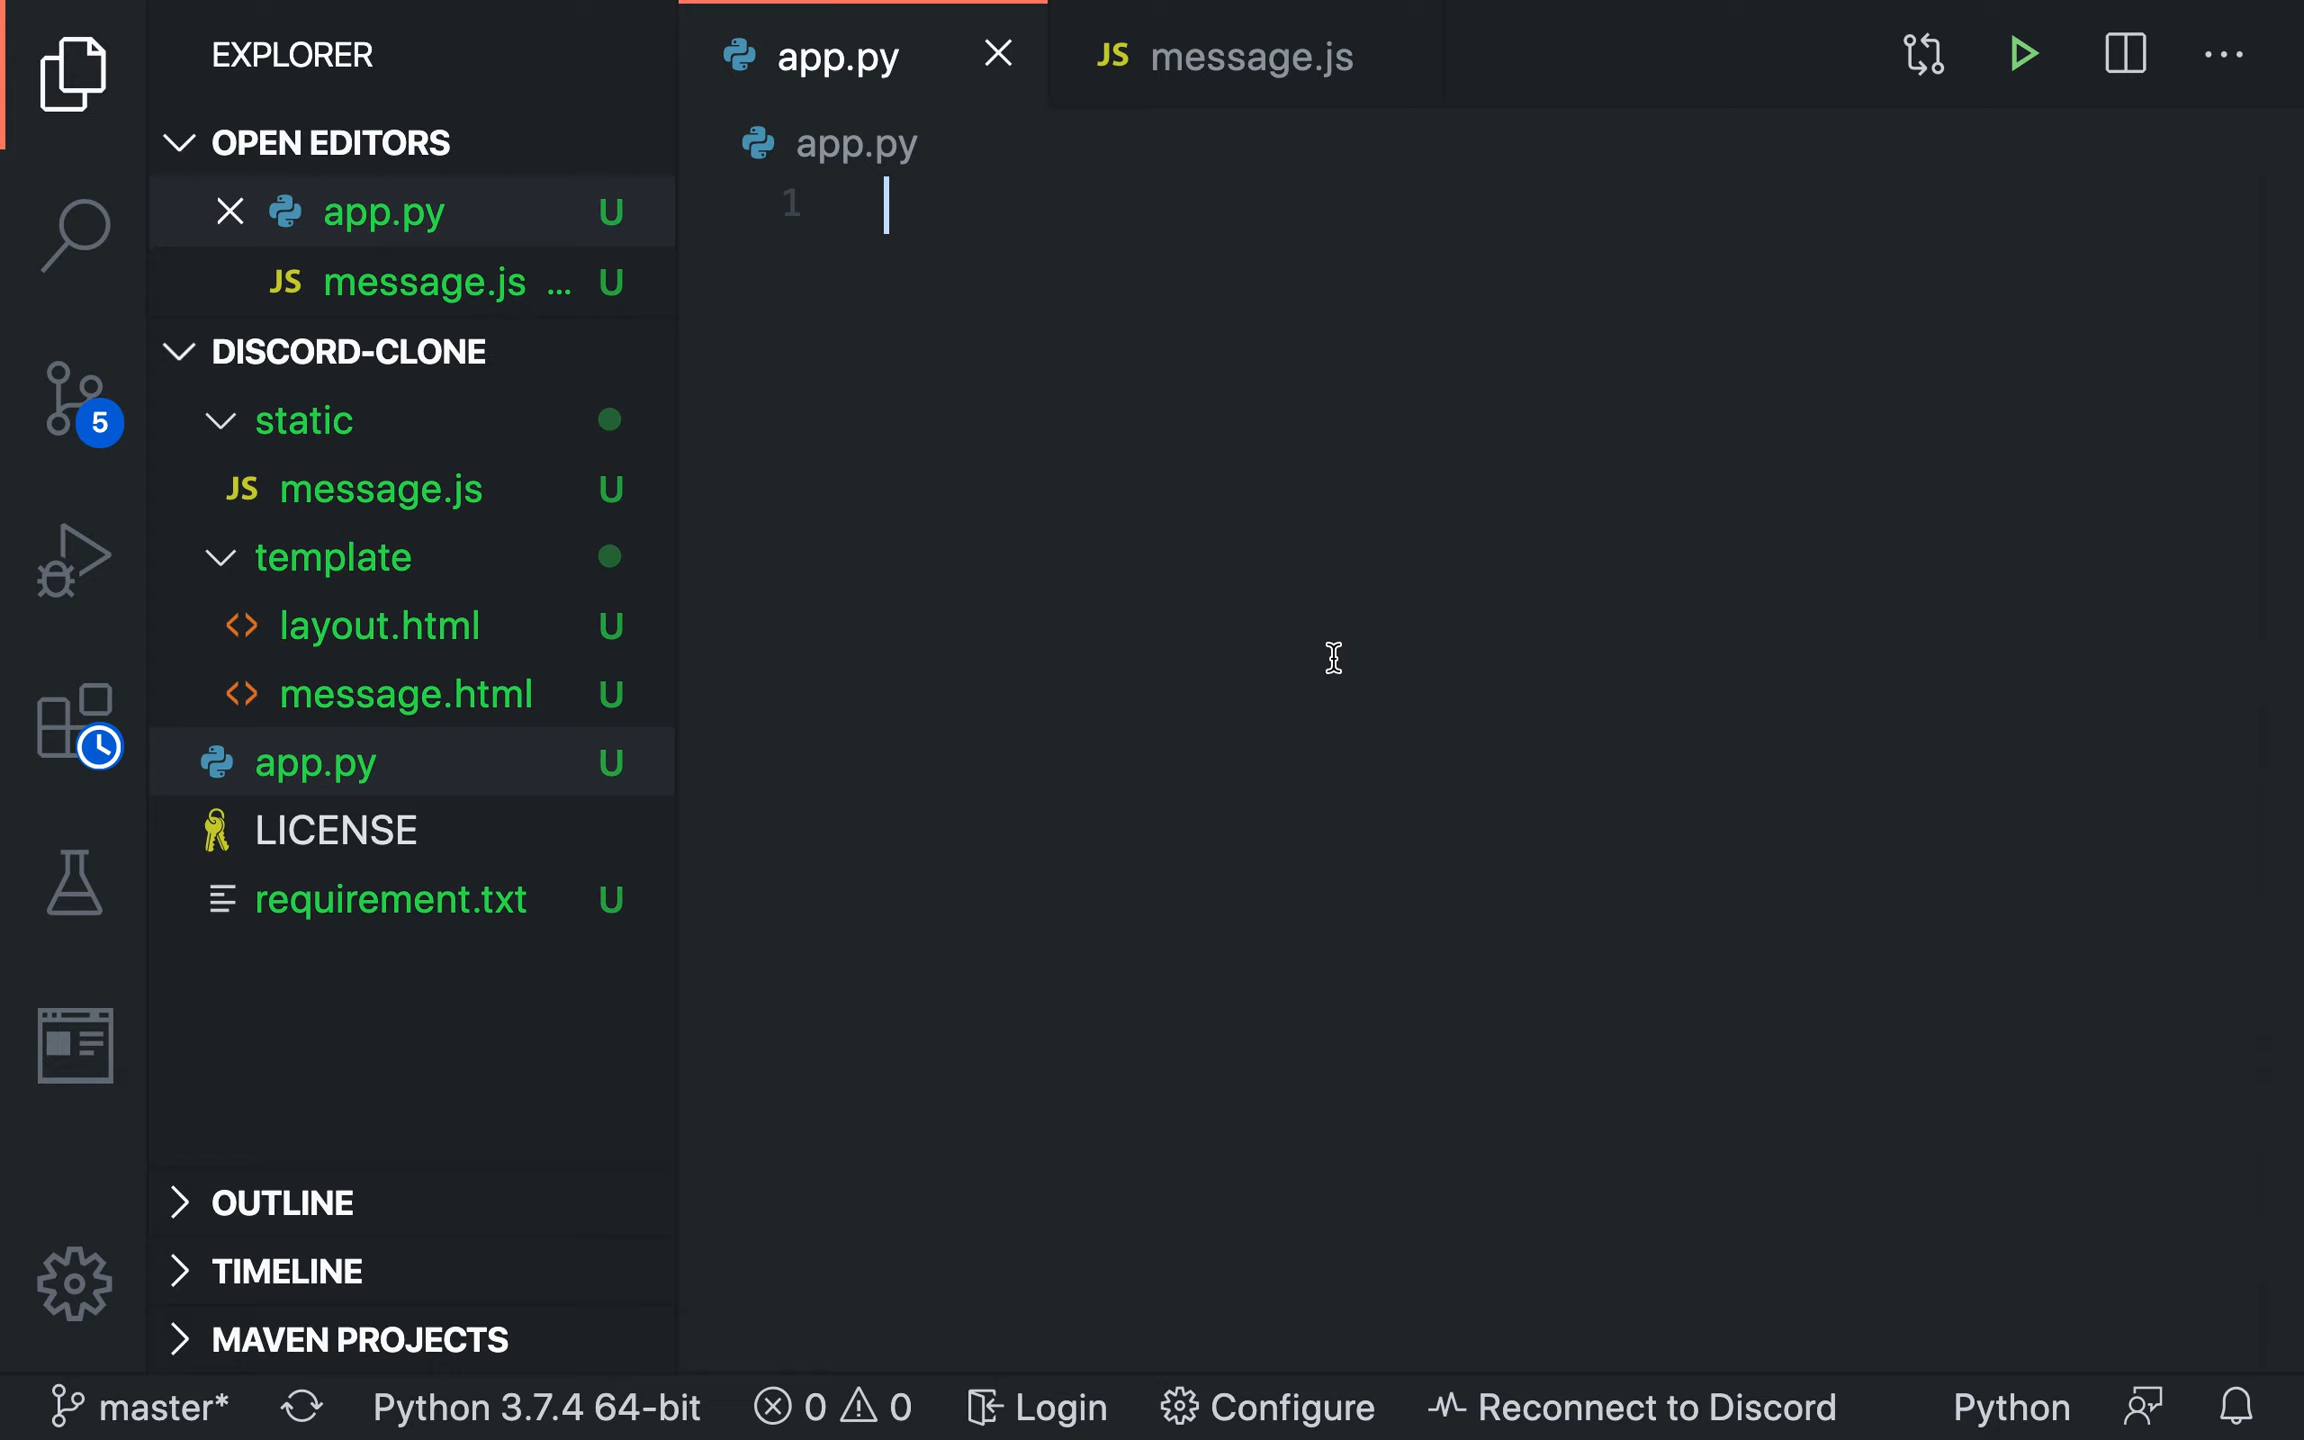 EXPLORER
OPEN EDITORS
app.py U
JS message.js ... U
DISCORD-CLONE
static
JS message.js U
template
<> layout.html U
<> message.html U
app.py U
LICENSE
requirement.txt U
OUTLINE
TIMELINE
MAVEN PROJECTS
5
app.py
JS message.js
app.py
1
master* Python 3.7.4 64-bit 0 0 Login Configure Reconnect to Discord Python